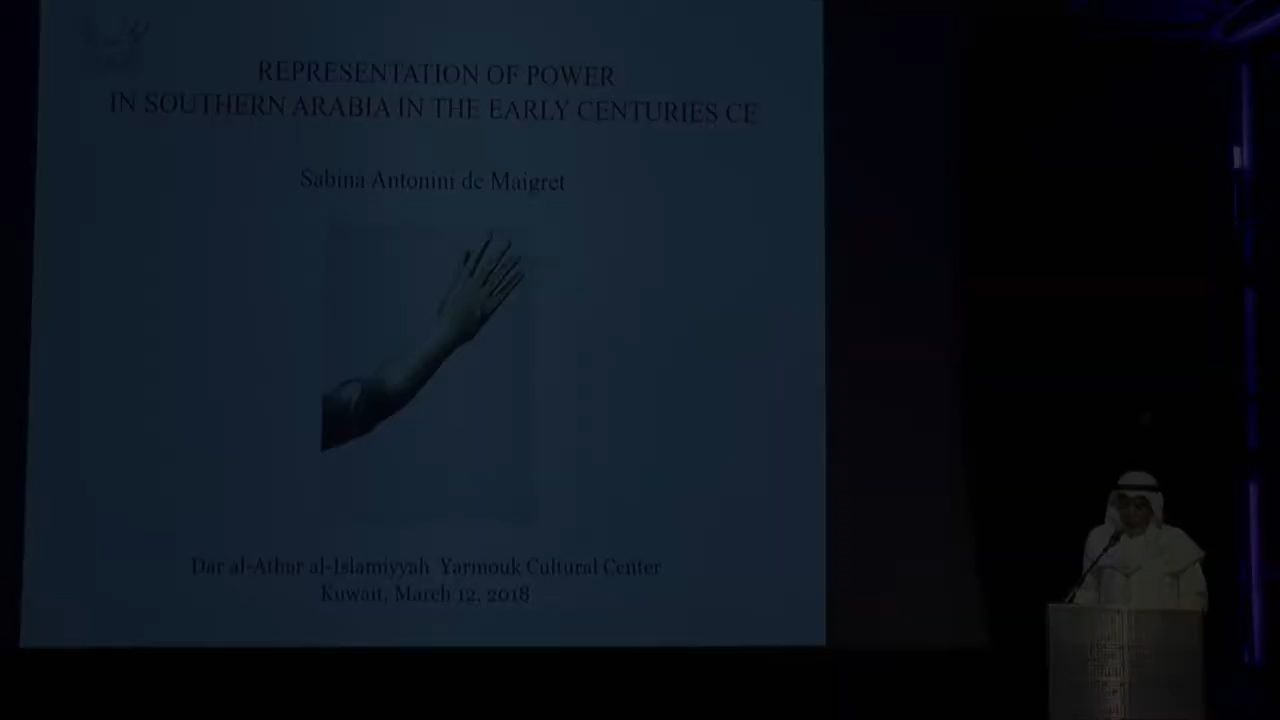 REPRESENTATION OF POWER
IN SOUTHERN ARABIA IN THE EARLY CENTURIES CE
Sabina Antonini de Maigret
Dar al-Athar al-Islamiyyah Yarmouk Cultural Center
Kuwait, March 12, 2018